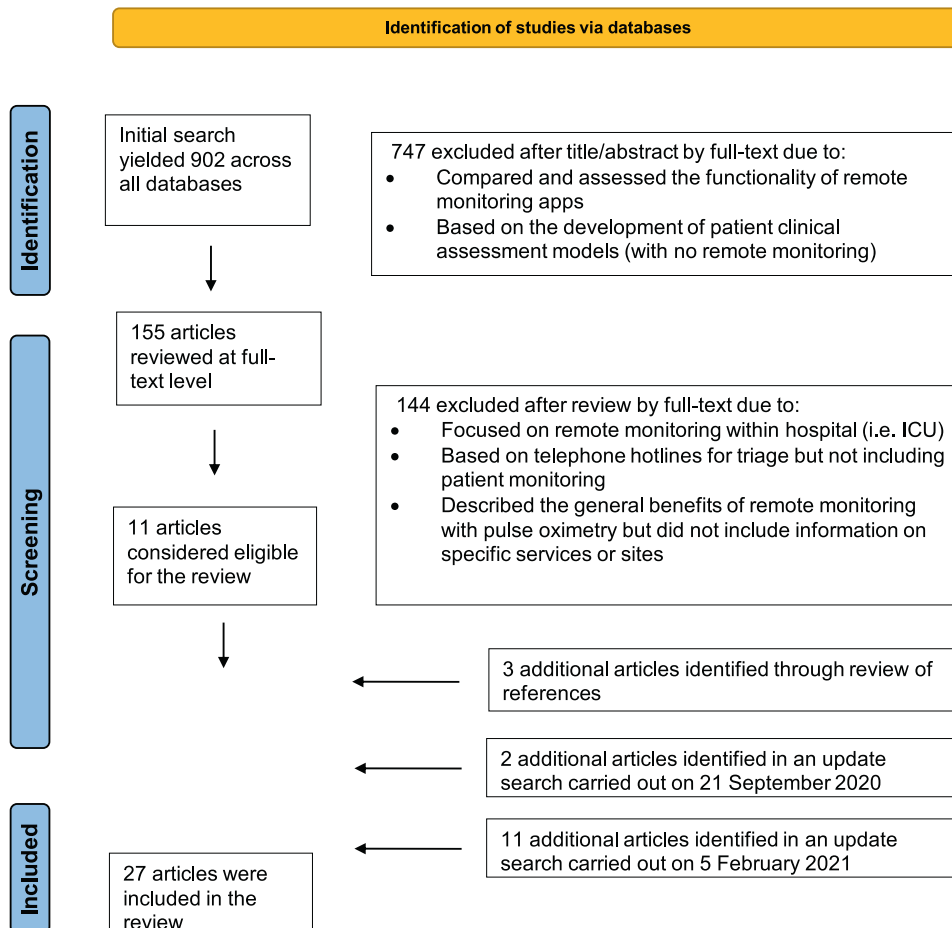 Identification of studies via databases
Identification
Initial search
yielded 902 across
all databases
747 excluded after title/abstract by full-text due to:
• Compared and assessed the functionality of remote
monitoring apps
• Based on the development of patient clinical
assessment models (with no remote monitoring)
Screening
155 articles
reviewed at full-
text level
144 excluded after review by full-text due to:
• Focused on remote monitoring within hospital (i.e. ICU)
• Based on telephone hotlines for triage but not including
patient monitoring
• Described the general benefits of remote monitoring
with pulse oximetry but did not include information on
specific services or sites
11 articles
considered eligible
for the review
3 additional articles identified through review of
references
2 additional articles identified in an update
search carried out on 21 September 2020
Included
11 additional articles identified in an update
search carried out on 5 February 2021
27 articles were
included in the
review